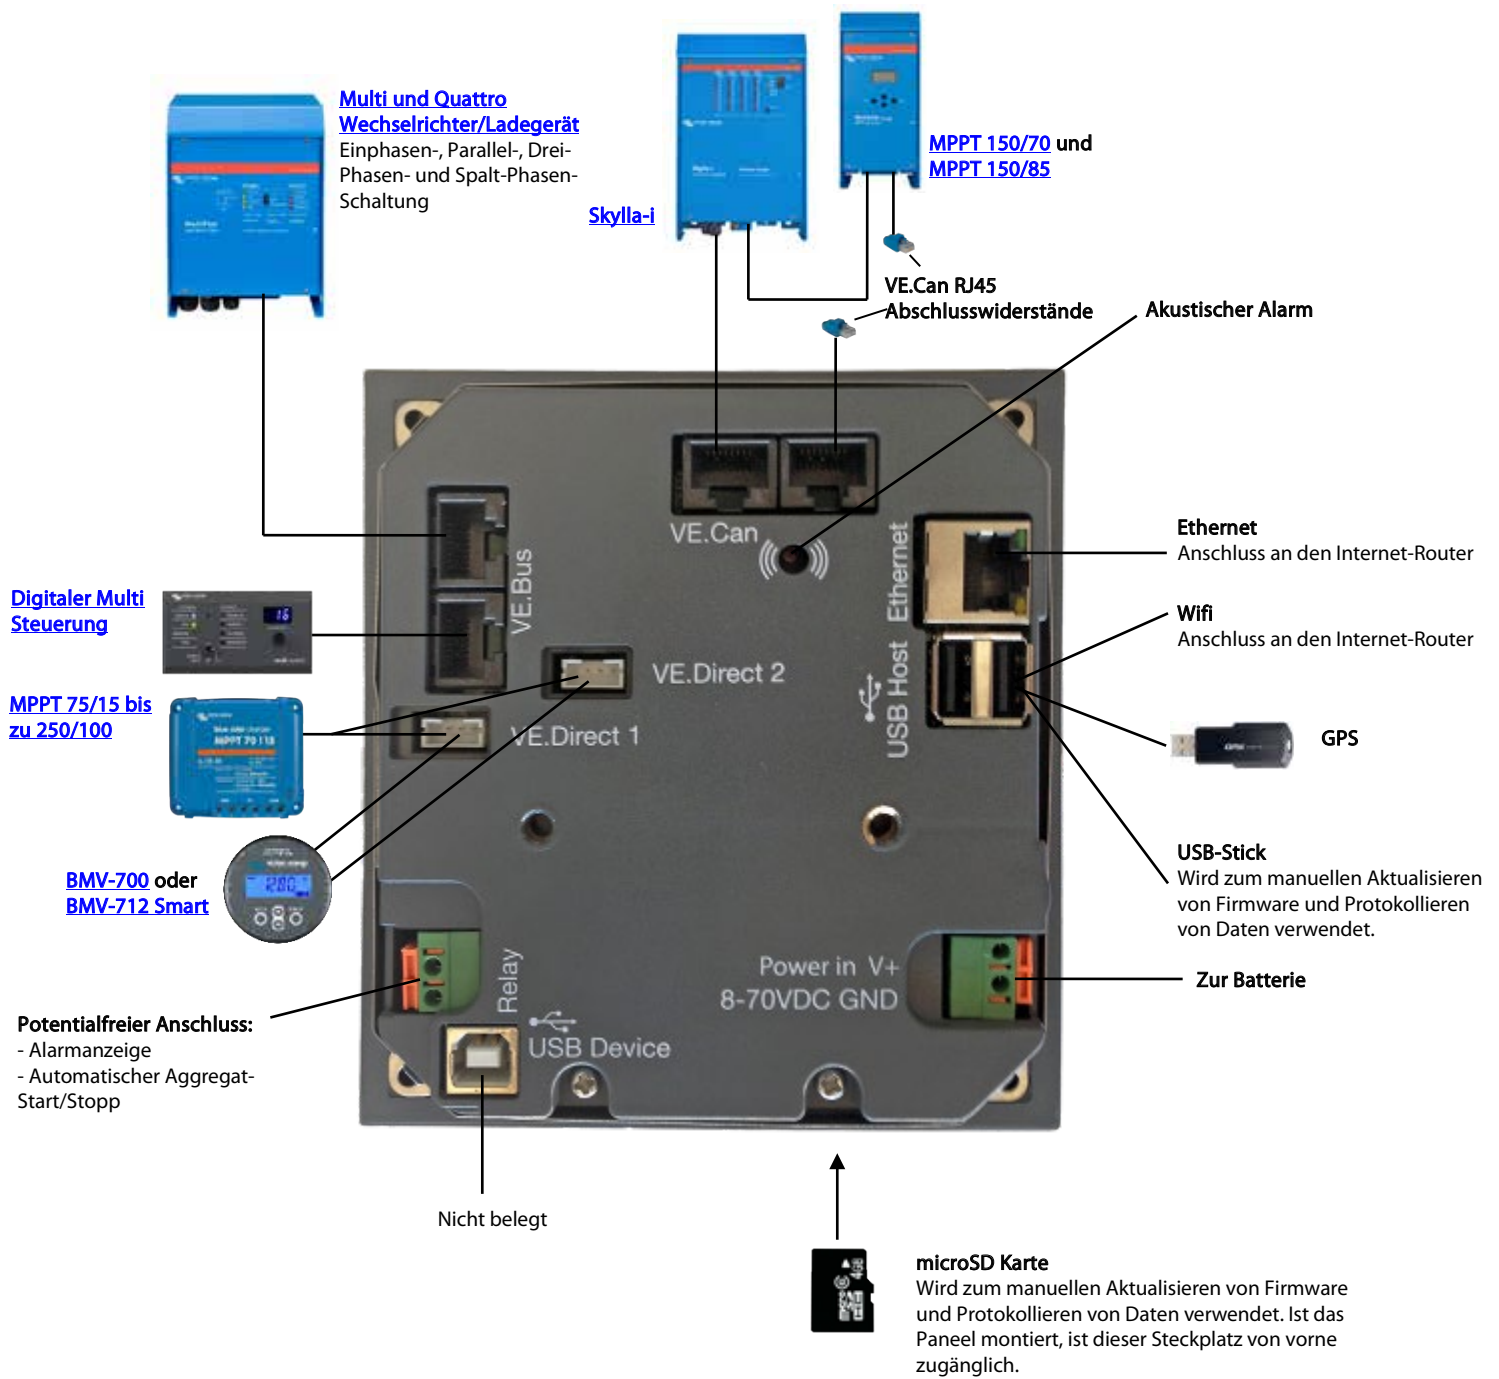 Multi und Quattro
Wechselrichter/Ladegerät
Einphasen-, Parallel-, Drei-
Phasen- und Spalt-Phasen-
Schaltung
Skylla-i
MPPT 150/70 und
MPPT 150/85
VE.Can RJ45
Abschlusswiderstände
Akustischer Alarm
VE.Can
VE.Bus
Ethernet
Ethernet
Anschluss an den Internet-Router
Wifi
Anschluss an den Internet-Router
USB Host
Digitaler Multi
Steuerung
16
VE.Direct 2
MPPT 75/15 bis
zu 250/100
MPPT 70 | 15
VE.Direct 1
GPS
USB-Stick
Wird zum manuellen Aktualisieren
von Firmware und Protokollieren
von Daten verwendet.
BMV-700 oder
BMV-712 Smart
Relay
Power in V+
8-70VDC GND
Zur Batterie
Potentialfreier Anschluss:
- Alarmanzeige
- Automatischer Aggregat-
Start/Stopp
USB Device
Nicht belegt
4GB
microSD Karte
Wird zum manuellen Aktualisieren von Firmware
und Protokollieren von Daten verwendet. Ist das
Paneel montiert, ist dieser Steckplatz von vorne
zugänglich.